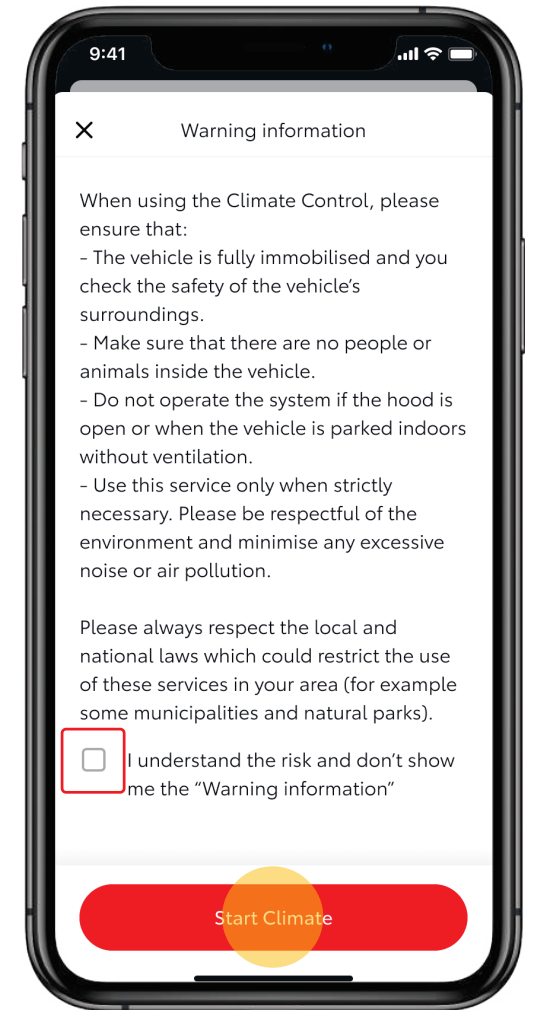 9:41
Warning information
When using the Climate Control, please
ensure that:
- The vehicle is fully immobilised and you
check the safety of the vehicle's
surroundings.
- Make sure that there are no people or
animals inside the vehicle.
- Do not operate the system if the hood is
open or when the vehicle is parked indoors
without ventilation.
- Use this service only when strictly
necessary. Please be respectful of the
environment and minimise any excessive
noise or air pollution.
Please always respect the local and
national laws which could restrict the use
of these services in your area (for example
some municipalities and natural parks).
I understand the risk and don't show
me the “Warning information”
Start Climate